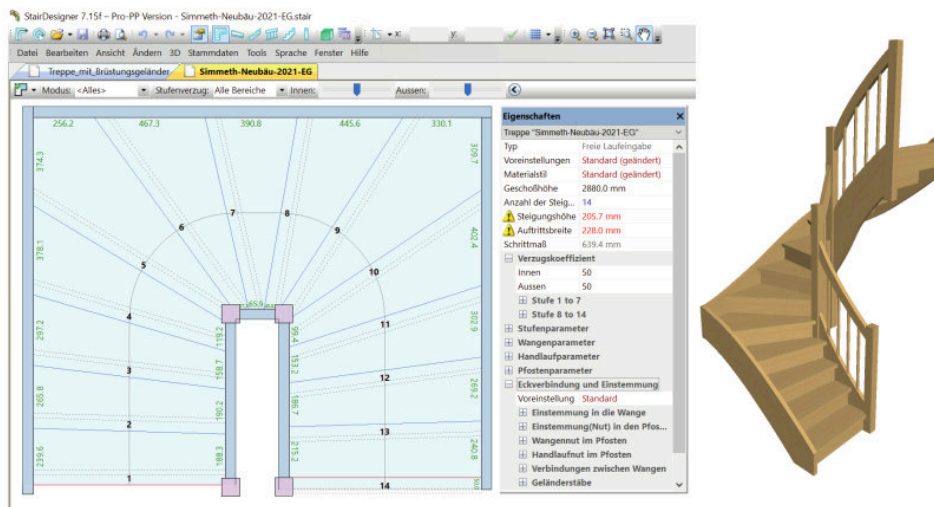 StairDesigner 7.15f - Pro-PP Version - Simmeth-Neubäu-2021-EG.stair
x: y:
Datei Bearbeiten Ansicht Ändern 3D Stammdaten Tools Sprache Fenster Hilfe
Treppe_mit_Brüstungsgeländer Simmeth-Neubäu-2021-EG
Modus: <Alles> Stufenverzug: Alle Bereiche Innen: Aussen:
256.2 467.3 390.8 445.6 330.1
374.3
378.1
297.2
265.8
239.6
309.7
402.4
302.9
269.2
240.8
65.9
119.2
158.7
190.2
188.3
99.4
153.2
186.7
215.2
1
2
3
4
5
6
7
8
9
10
11
12
13
14
Eigenschaften
Treppe "Simmeth-Neubäu-2021-EG"
Typ Freie Laufeingabe
Voreinstellungen Standard (geändert)
Materialstil Standard (geändert)
Geschoßhöhe 2880.0 mm
Anzahl der Steig... 14
Steigungshöhe 205.7 mm
Auftrittsbreite 228.0 mm
Schrittmaß 639.4 mm
Verzugskoeffizient
Innen 50
Aussen 50
Stufe 1 to 7
Stufe 8 to 14
Stufenparameter
Wangenparameter
Handlaufparameter
Pfostenparameter
Eckverbindung und Einstemmung
Voreinstellung Standard
Einstemmung in die Wange
Einstemmung(Nut) in den Pfos...
Wangennut im Pfosten
Handlaufnut im Pfosten
Verbindungen zwischen Wangen
Geländerstäbe